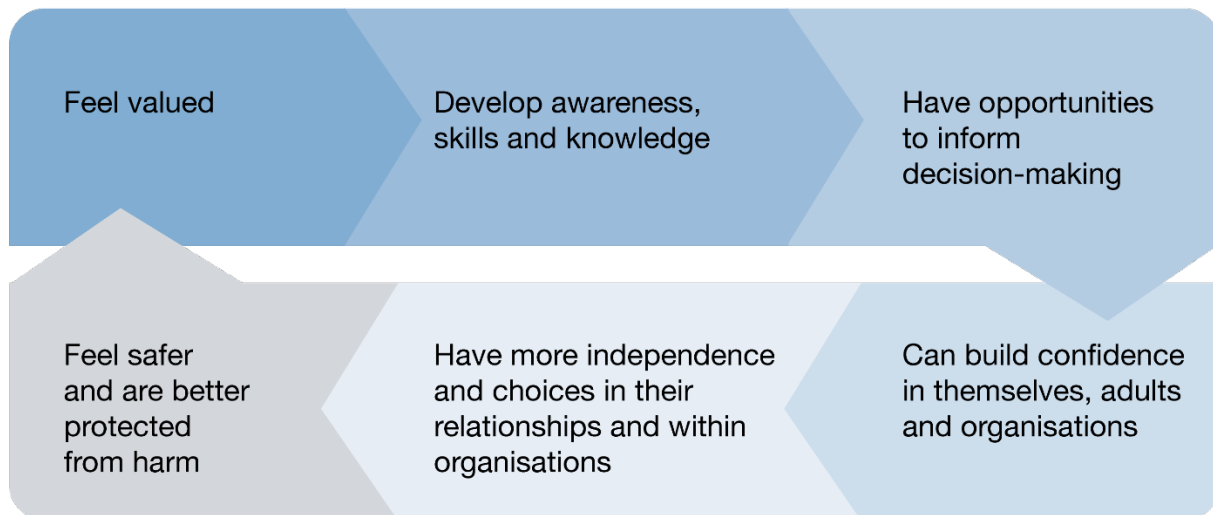 Feel valued
Develop awareness,
skills and knowledge
Have opportunities
to inform
decision-making
Can build confidence
in themselves, adults
and organisations
Have more independence
and choices in their
relationships and within
organisations
Feel safer
and are better
protected
from harm